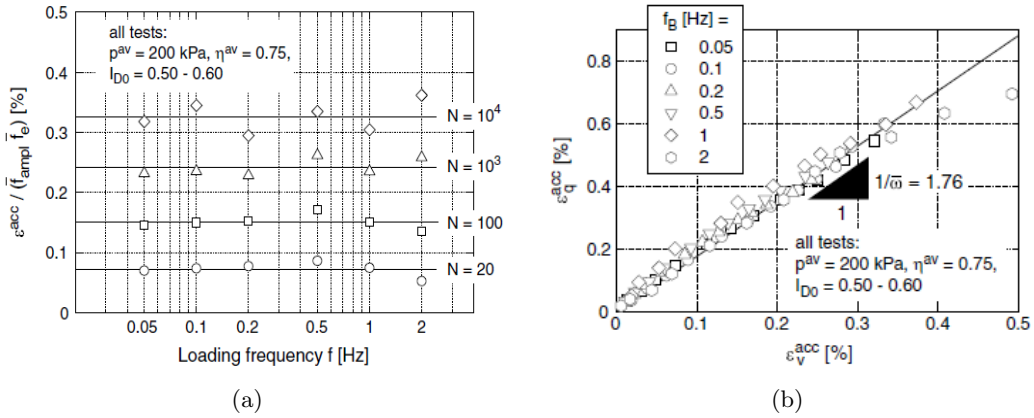 all tests:
p^av = 200 kPa, η^av = 0.75,
I_D0 = 0.50 - 0.60
0.5
0.4
0.3
0.2
0.1
0
ε^acc / (f̄_ampl f̄_e) [%]
N = 10^4
N = 10^3
N = 100
N = 20
0.05
0.1
0.2
0.5
1
2
Loading frequency f [Hz]
(a)
f_B [Hz] =
0.05
0.1
0.2
0.5
1
2
0.8
0.6
0.4
0.2
0
ε_q^acc [%]
1/ω̄ = 1.76
1
all tests:
p^av = 200 kPa, η^av = 0.75,
I_D0 = 0.50 - 0.60
0
0.1
0.2
0.3
0.4
0.5
ε_v^acc [%]
(b)